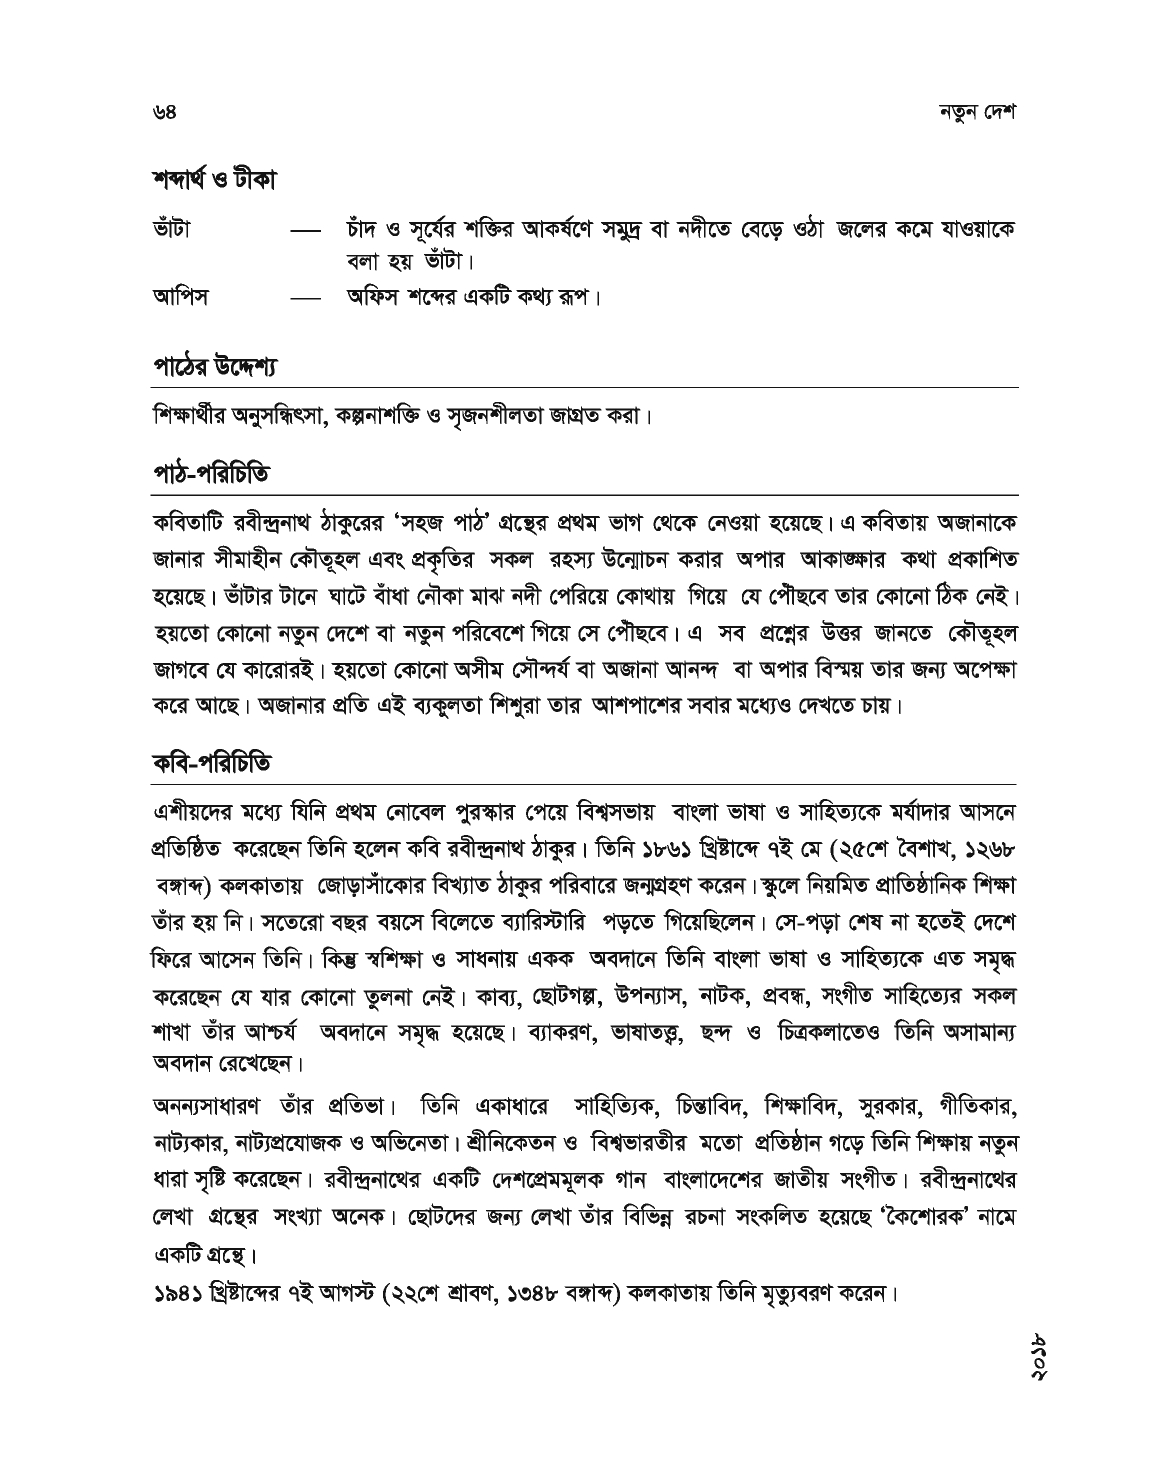 ৬৪ নতুন দেশ
শব্দার্থ ও টীকা
ভাঁটা — চাঁদ ও সূর্যের শক্তির আকর্ষণে সমুদ্র বা নদীতে বেড়ে ওঠা জলের কমে যাওয়াকে
বলা হয় ভাঁটা।
আপিস — অফিস শব্দের একটি কথ্য রূপ।
পাঠের উদ্দেশ্য
শিক্ষার্থীর অনুসন্ধিৎসা, কল্পনাশক্তি ও সৃজনশীলতা জাগ্রত করা।
পাঠ-পরিচিতি
কবিতাটি রবীন্দ্রনাথ ঠাকুরের ‘সহজ পাঠ’ গ্রন্থের প্রথম ভাগ থেকে নেওয়া হয়েছে। এ কবিতায় অজানাকে
জানার সীমাহীন কৌতূহল এবং প্রকৃতির সকল রহস্য উন্মোচন করার অপার আকাঙ্ক্ষার কথা প্রকাশিত
হয়েছে। ভাঁটার টানে ঘাটে বাঁধা নৌকা মাঝ নদী পেরিয়ে কোথায় গিয়ে যে পৌঁছবে তার কোনো ঠিক নেই।
হয়তো কোনো নতুন দেশে বা নতুন পরিবেশে গিয়ে সে পৌঁছবে। এ সব প্রশ্নের উত্তর জানতে কৌতূহল
জাগবে যে কারোরই। হয়তো কোনো অসীম সৌন্দর্য বা অজানা আনন্দ বা অপার বিস্ময় তার জন্য অপেক্ষা
করে আছে। অজানার প্রতি এই ব্যকুলতা শিশুরা তার আশপাশের সবার মধ্যেও দেখতে চায়।
কবি-পরিচিতি
এশীয়দের মধ্যে যিনি প্রথম নোবেল পুরস্কার পেয়ে বিশ্বসভায় বাংলা ভাষা ও সাহিত্যকে মর্যাদার আসনে
প্রতিষ্ঠিত করেছেন তিনি হলেন কবি রবীন্দ্রনাথ ঠাকুর। তিনি ১৮৬১ খ্রিষ্টাব্দে ৭ই মে (২৫শে বৈশাখ, ১২৬৮
বঙ্গাব্দ) কলকাতায় জোড়াসাঁকোর বিখ্যাত ঠাকুর পরিবারে জন্মগ্রহণ করেন। স্কুলে নিয়মিত প্রাতিষ্ঠানিক শিক্ষা
তাঁর হয় নি। সতেরো বছর বয়সে বিলেতে ব্যারিস্টারি পড়তে গিয়েছিলেন। সে-পড়া শেষ না হতেই দেশে
ফিরে আসেন তিনি। কিন্তু স্বশিক্ষা ও সাধনায় একক অবদানে তিনি বাংলা ভাষা ও সাহিত্যকে এত সমৃদ্ধ
করেছেন যে যার কোনো তুলনা নেই। কাব্য, ছোটগল্প, উপন্যাস, নাটক, প্রবন্ধ, সংগীত সাহিত্যের সকল
শাখা তাঁর আশ্চর্য অবদানে সমৃদ্ধ হয়েছে। ব্যাকরণ, ভাষাতত্ত্ব, ছন্দ ও চিত্রকলাতেও তিনি অসামান্য
অবদান রেখেছেন।
অনন্যসাধারণ তাঁর প্রতিভা। তিনি একাধারে সাহিত্যিক, চিন্তাবিদ, শিক্ষাবিদ, সুরকার, গীতিকার,
নাট্যকার, নাট্যপ্রযোজক ও অভিনেতা। শ্রীনিকেতন ও বিশ্বভারতীর মতো প্রতিষ্ঠান গড়ে তিনি শিক্ষায় নতুন
ধারা সৃষ্টি করেছেন। রবীন্দ্রনাথের একটি দেশপ্রেমমূলক গান বাংলাদেশের জাতীয় সংগীত। রবীন্দ্রনাথের
লেখা গ্রন্থের সংখ্যা অনেক। ছোটদের জন্য লেখা তাঁর বিভিন্ন রচনা সংকলিত হয়েছে ‘কৈশোরক’ নামে
একটি গ্রন্থে।
১৯৪১ খ্রিষ্টাব্দের ৭ই আগস্ট (২২শে শ্রাবণ, ১৩৪৮ বঙ্গাব্দ) কলকাতায় তিনি মৃত্যুবরণ করেন।
২০১৮